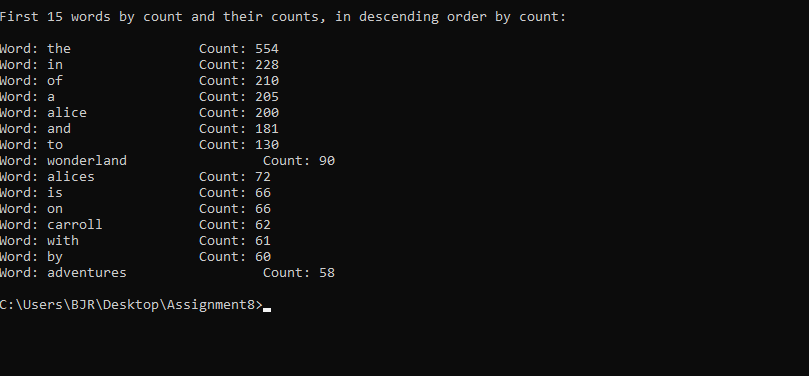 First 15 words by count and their counts, in descending order by count:
Word: the Count: 554
Word: in Count: 228
Word: of Count: 210
Word: a Count: 205
Word: alice Count: 200
Word: and Count: 181
Word: to Count: 130
Word: wonderland Count: 90
Word: alices Count: 72
Word: is Count: 66
Word: on Count: 66
Word: carroll Count: 62
Word: with Count: 61
Word: by Count: 60
Word: adventures Count: 58
C:\Users\BJR\Desktop\Assignment8>